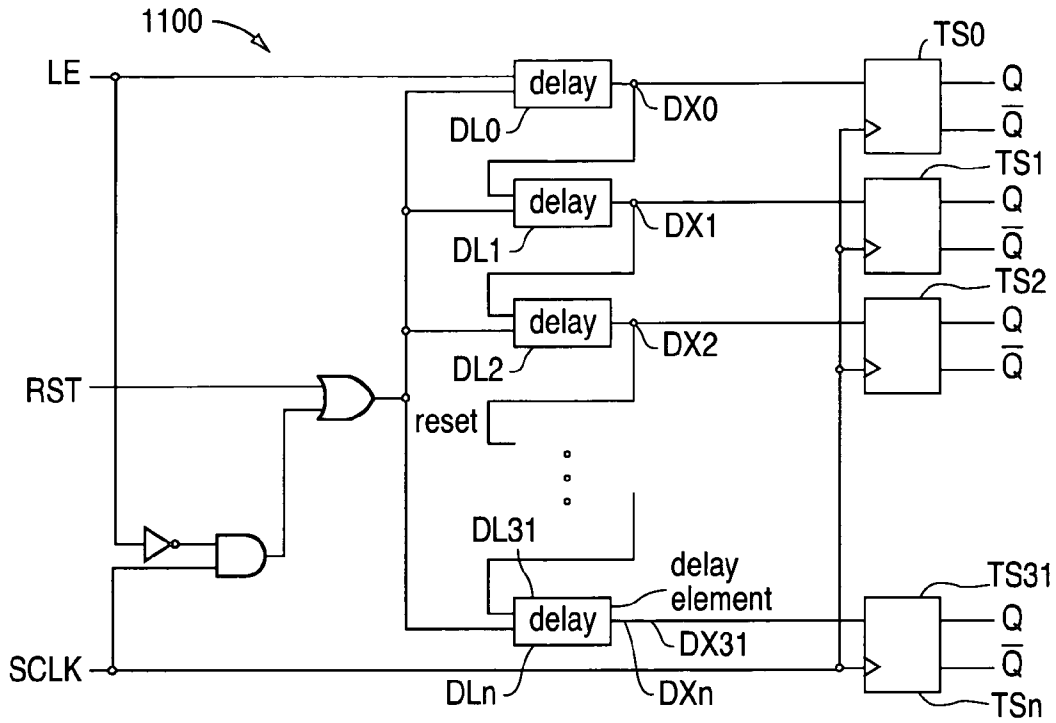 1100
LE
delay
DL0
DX0
TS0
Q
Q̅
delay
DL1
DX1
TS1
Q
Q̅
delay
DL2
DX2
TS2
Q
Q̅
RST
reset
DL31
delay
delay
element
DX31
TS31
Q
Q̅
SCLK
DLn
DXn
TSn